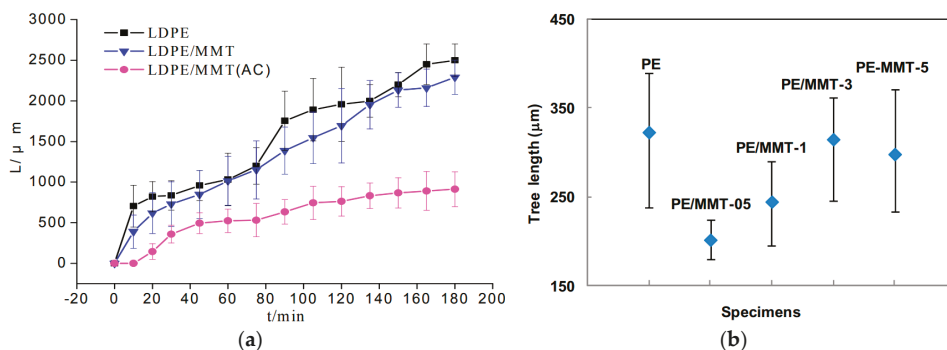 3000
2500
2000
1500
1000
500
0
L/ μ m
LDPE
LDPE/MMT
LDPE/MMT(AC)
-20 0 20 40 60 80 100 120 140 160 180 200
t/min
(a)
450
350
250
150
Tree length (μm)
PE
PE/MMT-05
PE/MMT-1
PE/MMT-3
PE-MMT-5
Specimens
(b)